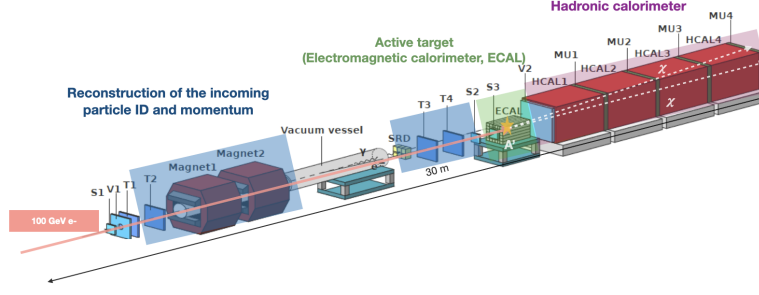 Hadronic calorimeter
Active target
(Electromagnetic calorimeter, ECAL)
Reconstruction of the incoming
particle ID and momentum
MU4
MU3
HCAL4
MU2
HCAL3
MU1
HCAL2
V2
HCAL1
S3
ECAL
S2
T4
T3
SRD
Vacuum vessel
γ
e-
χ
χ
A'
30 m
Magnet2
Magnet1
T2
S1 V1 T1
100 GeV e-